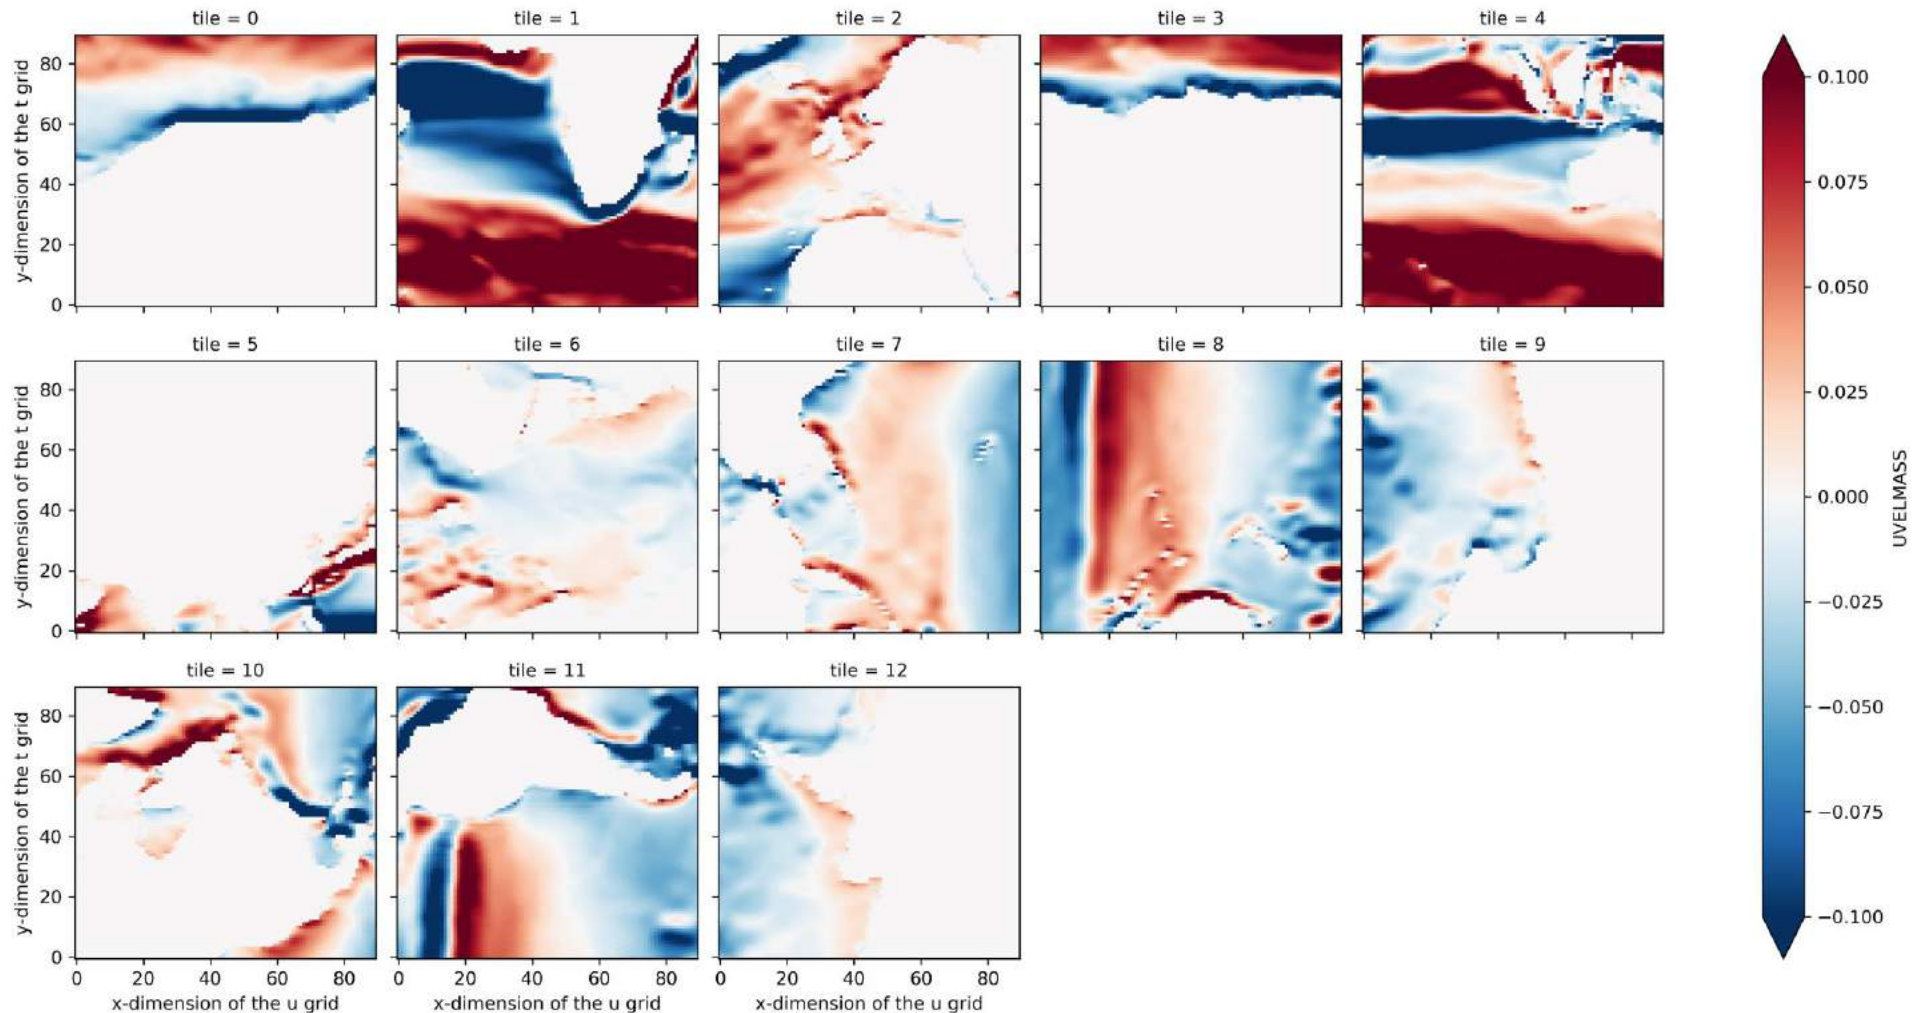 tile = 0
tile = 1
tile = 2
tile = 3
tile = 4
y-dimension of the t grid
80
60
40
20
0
tile = 5
tile = 6
tile = 7
tile = 8
tile = 9
y-dimension of the t grid
80
60
40
20
0
tile = 10
tile = 11
tile = 12
y-dimension of the t grid
80
60
40
20
0
0 20 40 60 80
0 20 40 60 80
0 20 40 60 80
x-dimension of the u grid
x-dimension of the u grid
x-dimension of the u grid
0.100
0.075
0.050
0.025
0.000
−0.025
−0.050
−0.075
−0.100
UVELMASS